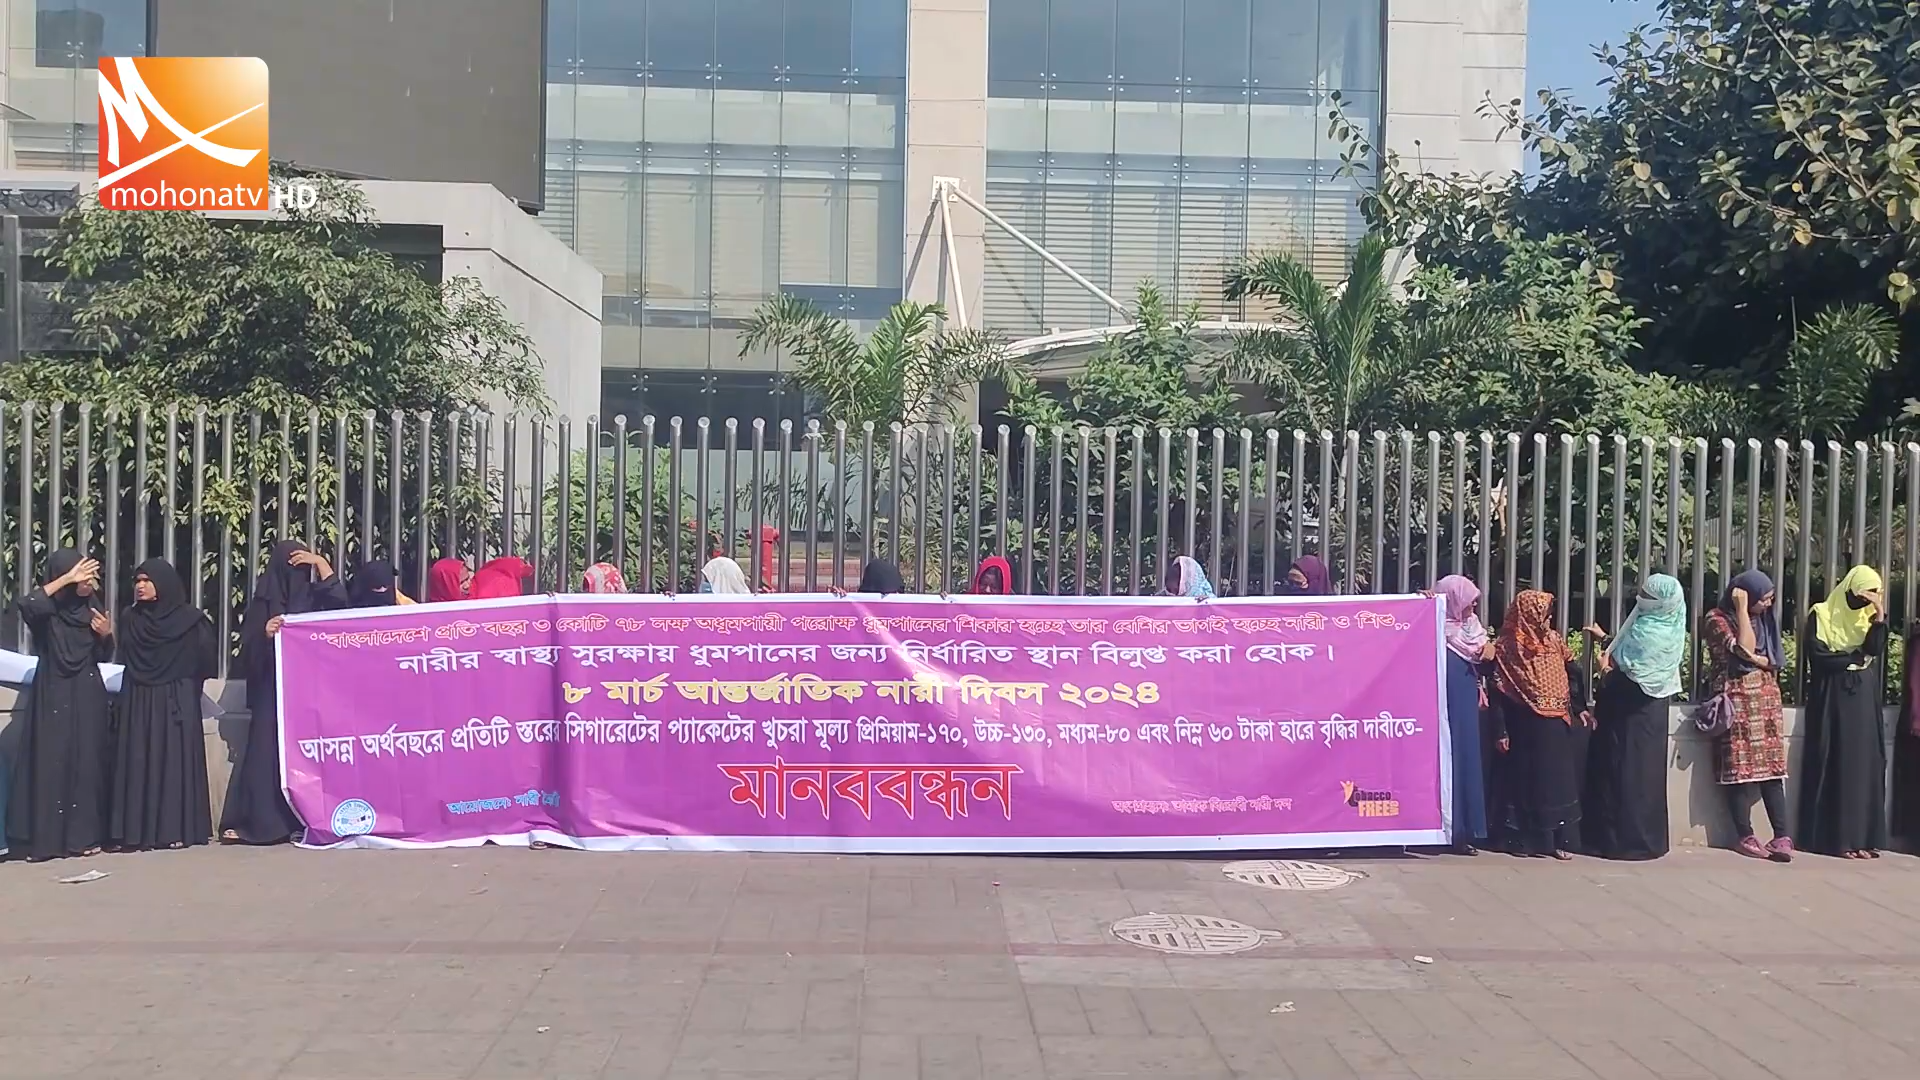 mohonatv HD
“বাংলাদেশে প্রতি বছর ৩ কোটি ৭৮ লক্ষ অধুমপায়ী পরোক্ষ ধুমপানের শিকার হচ্ছে তার বেশির ভাগই হচ্ছে নারী ও শিশু,,
নারীর স্বাস্থ্য সুরক্ষায় ধুমপানের জন্য নির্ধারিত স্থান বিলুপ্ত করা হোক।
৮ মার্চ আন্তর্জাতিক নারী দিবস ২০২৪
আসন্ন অর্থবছরে প্রতিটি স্তরের সিগারেটের প্যাকেটের খুচরা মূল্য প্রিমিয়াম-১৭০, উচ্চ-১৩০, মধ্যম-৮০ এবং নিম্ন ৬০ টাকা হারে বৃদ্ধির দাবীতে-
মানববন্ধন
আয়োজনে: নারী
তামাক বিরোধী নারী
obacco
FREE